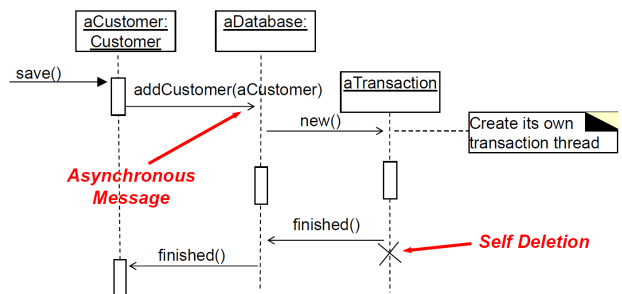 aCustomer:
Customer
aDatabase:
save()
addCustomer(aCustomer)
aTransaction
new()
Create its own
transaction thread
Asynchronous
Message
finished()
Self Deletion
finished()